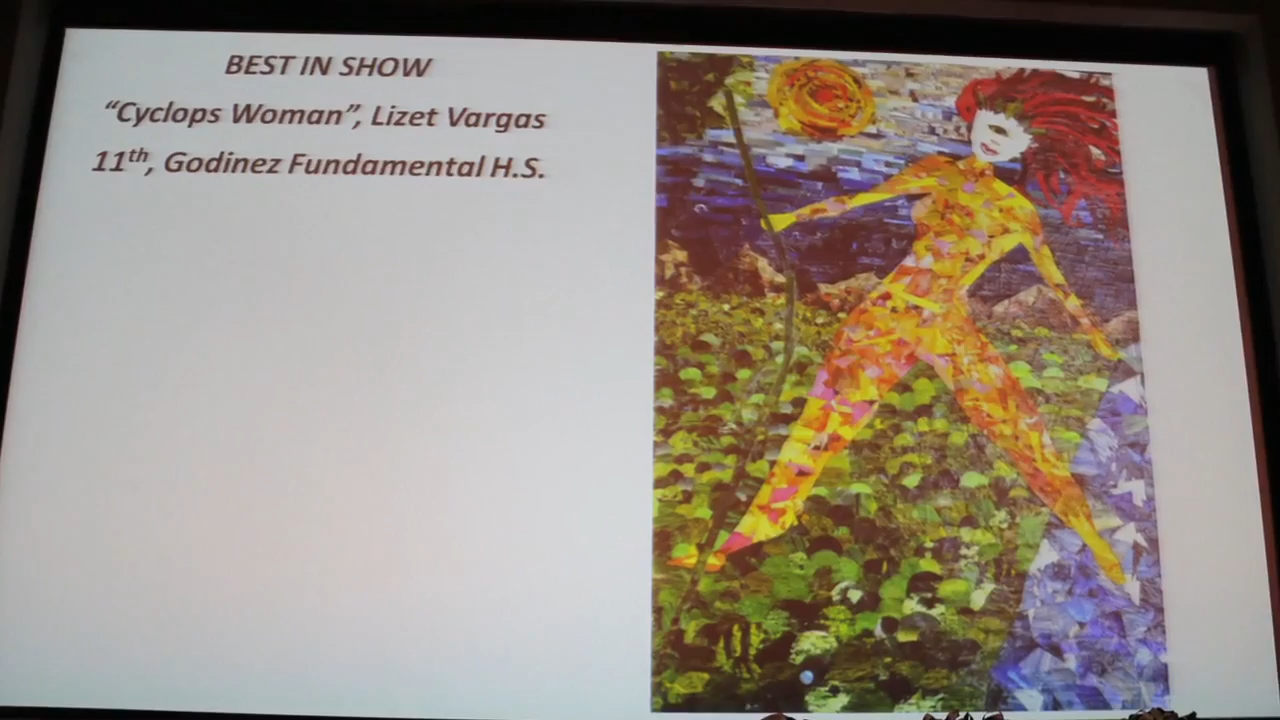 BEST IN SHOW
“Cyclops Woman”, Lizet Vargas
11th, Godinez Fundamental H.S.